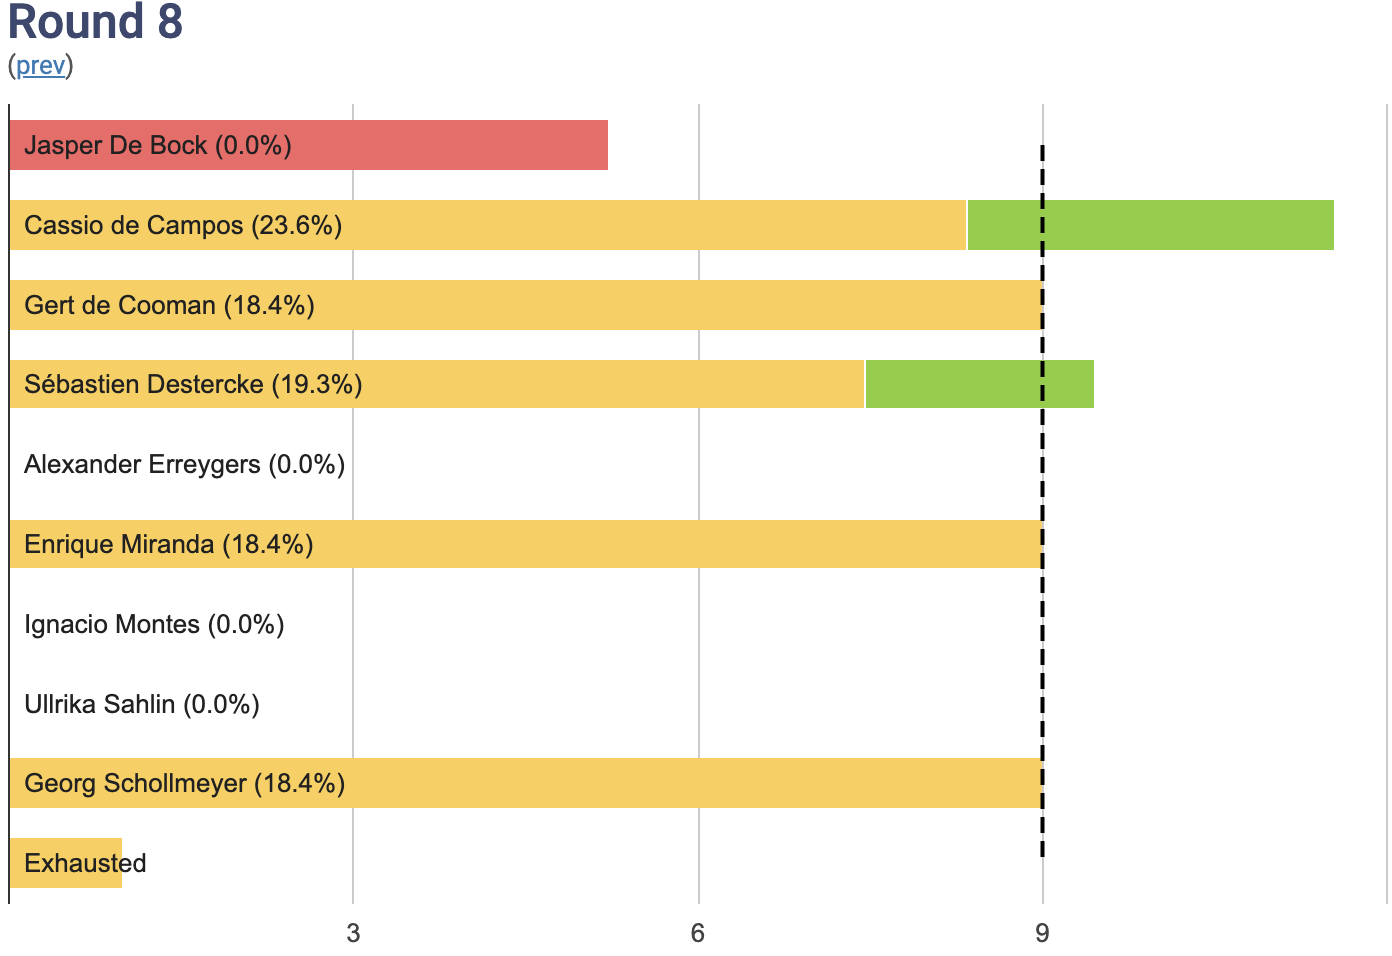 Round 8
(prev)
Jasper De Bock (0.0%)
Cassio de Campos (23.6%)
Gert de Cooman (18.4%)
Sébastien Destercke (19.3%)
Alexander Erreygers (0.0%)
Enrique Miranda (18.4%)
Ignacio Montes (0.0%)
Ullrika Sahlin (0.0%)
Georg Schollmeyer (18.4%)
Exhausted
3 6 9